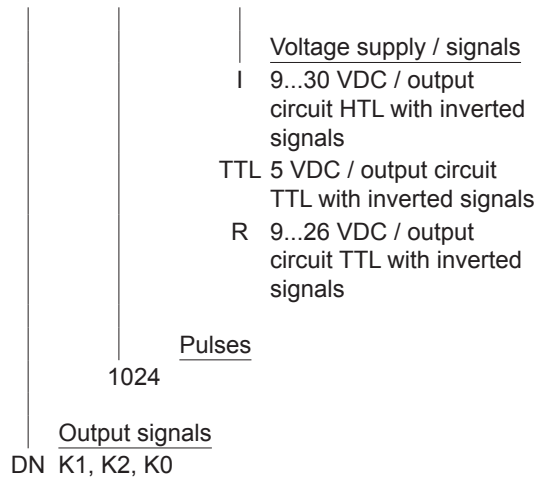 Voltage supply / signals
I 9...30 VDC / output
circuit HTL with inverted
signals
TTL 5 VDC / output circuit
TTL with inverted signals
R 9...26 VDC / output
circuit TTL with inverted
signals
Pulses
1024
Output signals
DN K1, K2, K0